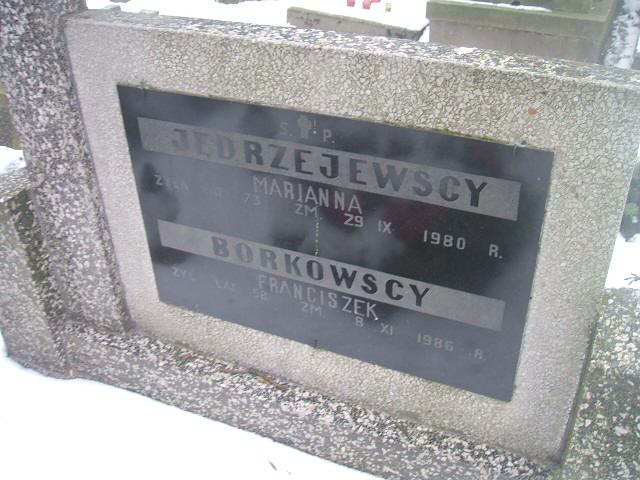 Ś. P.
JĘDRZEJEWSCY
MARIANNA
ŻYŁA LAT 73 ZM 29 IX 1980 R.
BORKOWSCY
FRANCISZEK
ŻYŁ LAT 58 ZM 8 XI 1986 R.